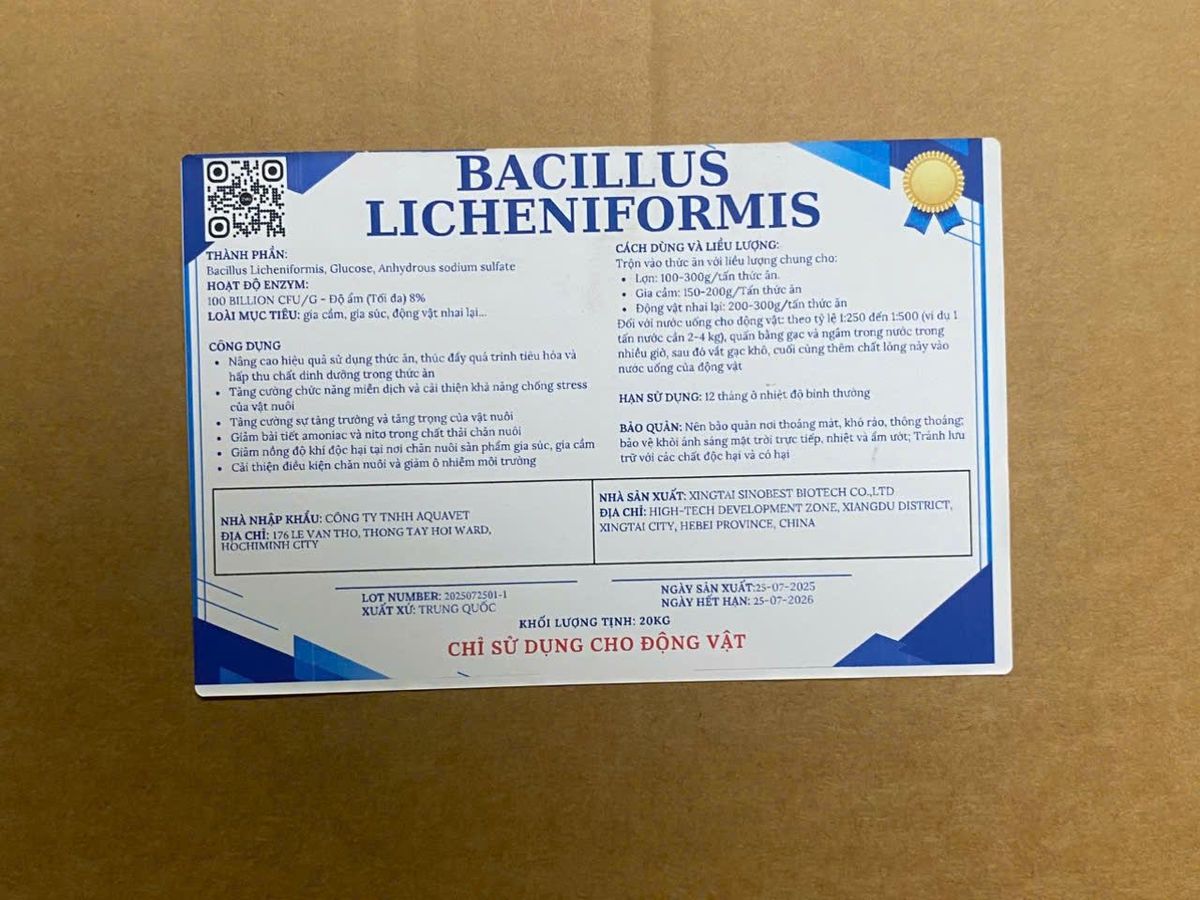 BACILLUS
LICHENIFORMIS
THÀNH PHẦN:
Bacillus Licheniformis, Glucose, Anhydrous sodium sulfate
HOẠT ĐỘ ENZYM:
100 BILLION CFU/G - Độ ẩm (Tối đa) 8%
LOÀI MỤC TIÊU: gia cầm, gia súc, động vật nhai lại...
CÔNG DỤNG
• Nâng cao hiệu quả sử dụng thức ăn, thúc đẩy quá trình tiêu hóa và
hấp thu chất dinh dưỡng trong thức ăn
• Tăng cường chức năng miễn dịch và cải thiện khả năng chống stress
của vật nuôi
• Tăng cường sự tăng trưởng và tăng trọng của vật nuôi
• Giảm bài tiết amoniac và nitơ trong chất thải chăn nuôi
• Giảm nồng độ khí độc hại tại nơi chăn nuôi sản phẩm gia súc, gia cầm
• Cải thiện điều kiện chăn nuôi và giảm ô nhiễm môi trường
CÁCH DÙNG VÀ LIỀU LƯỢNG:
Trộn vào thức ăn với liều lượng chung cho:
• Lợn: 100-300g/tấn thức ăn.
• Gia cầm: 150-200g/Tấn thức ăn
• Động vật nhai lại: 200-300g/tấn thức ăn
Đối với nước uống cho động vật: theo tỷ lệ 1:250 đến 1:500 (ví dụ 1
tấn nước cần 2-4 kg), quấn bằng gạc và ngâm trong nước trong
nhiều giờ, sau đó vắt gạc khô, cuối cùng thêm chất lỏng này vào
nước uống của động vật
HẠN SỬ DỤNG: 12 tháng ở nhiệt độ bình thường
BẢO QUẢN: Nên bảo quản nơi thoáng mát, khô ráo, thông thoáng;
bảo vệ khỏi ánh sáng mặt trời trực tiếp, nhiệt và ẩm ướt; Tránh lưu
trữ với các chất độc hại và có hại
NHÀ NHẬP KHẨU: CÔNG TY TNHH AQUAVET
ĐỊA CHỈ: 176 LE VAN THO, THONG TAY HOI WARD,
HOCHIMINH CITY
NHÀ SẢN XUẤT: XINGTAI SINOBEST BIOTECH CO.,LTD
ĐỊA CHỈ: HIGH-TECH DEVELOPMENT ZONE, XIANGDU DISTRICT,
XINGTAI CITY, HEBEI PROVINCE, CHINA
LOT NUMBER: 2025072501-1
XUẤT XỨ: TRUNG QUỐC
NGÀY SẢN XUẤT:25-07-2025
NGÀY HẾT HẠN: 25-07-2026
KHỐI LƯỢNG TỊNH: 20KG
CHỈ SỬ DỤNG CHO ĐỘNG VẬT